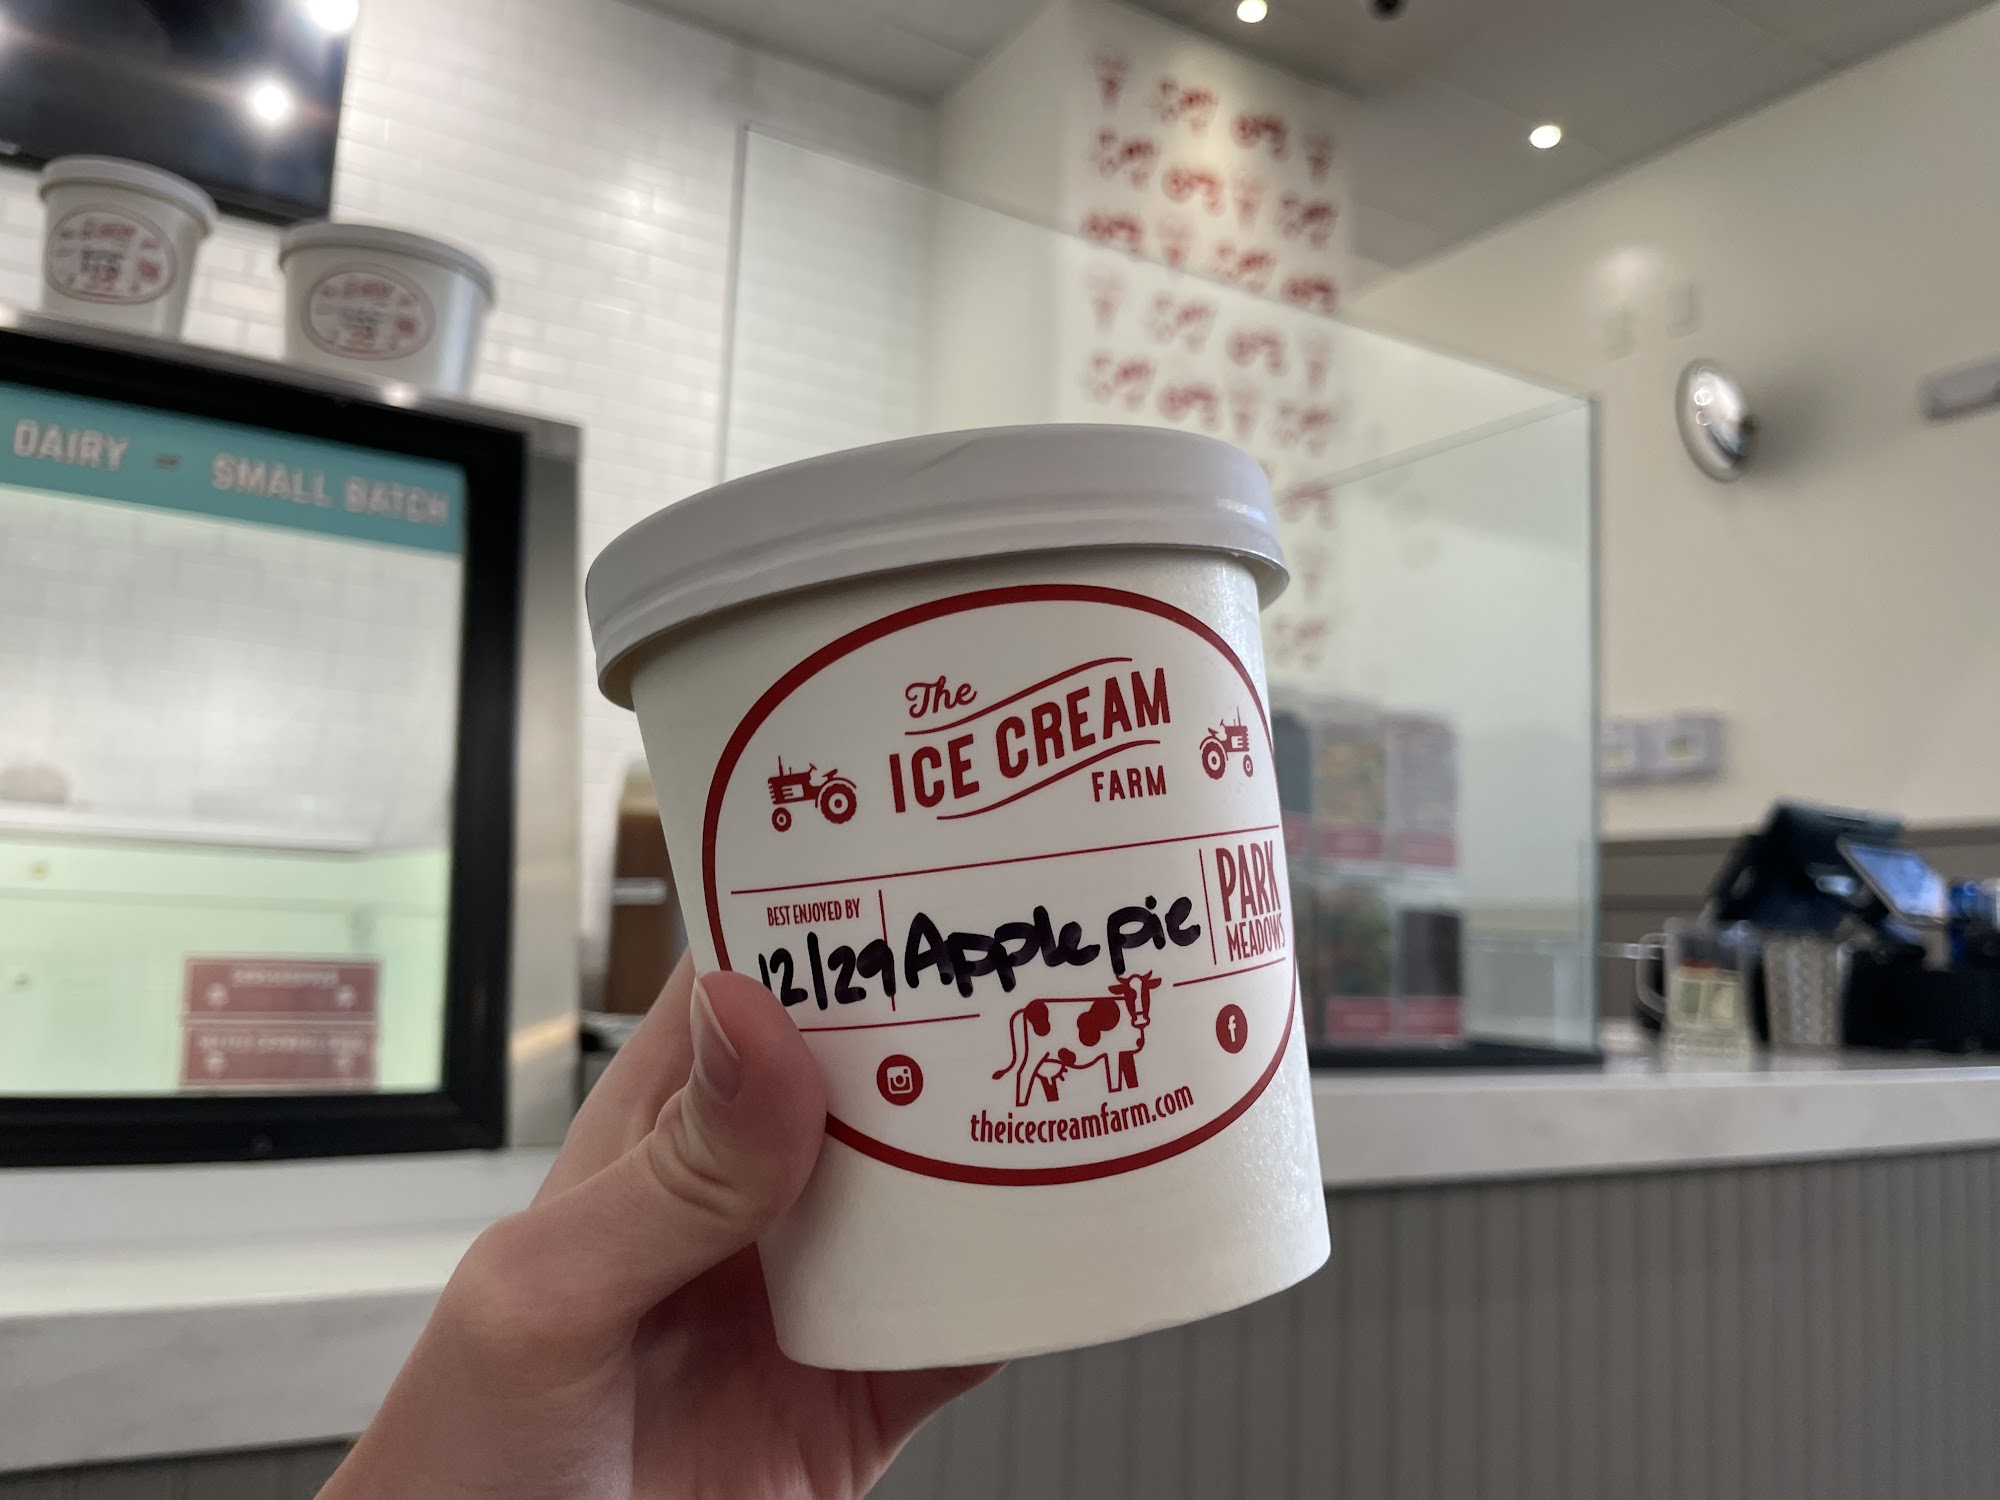 DAIRY - SMALL BATCH
The
ICE CREAM
FARM
BEST ENJOYED BY
12/29
Apple pie
PARK
MEADOWS
theicecreamfarm.com